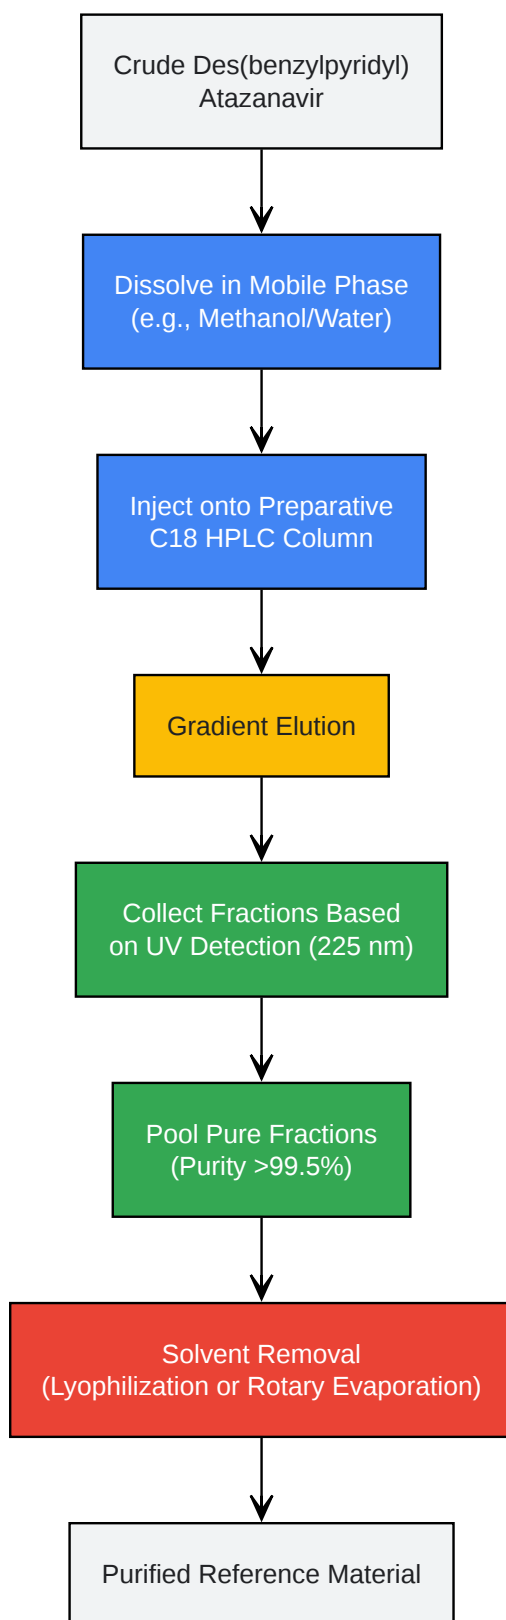 Crude Des(benzylpyridyl)
Atazanavir
Dissolve in Mobile Phase
(e.g., Methanol/Water)
Inject onto Preparative
C18 HPLC Column
Gradient Elution
Collect Fractions Based
on UV Detection (225 nm)
Pool Pure Fractions
(Purity >99.5%)
Solvent Removal
(Lyophilization or Rotary Evaporation)
Purified Reference Material